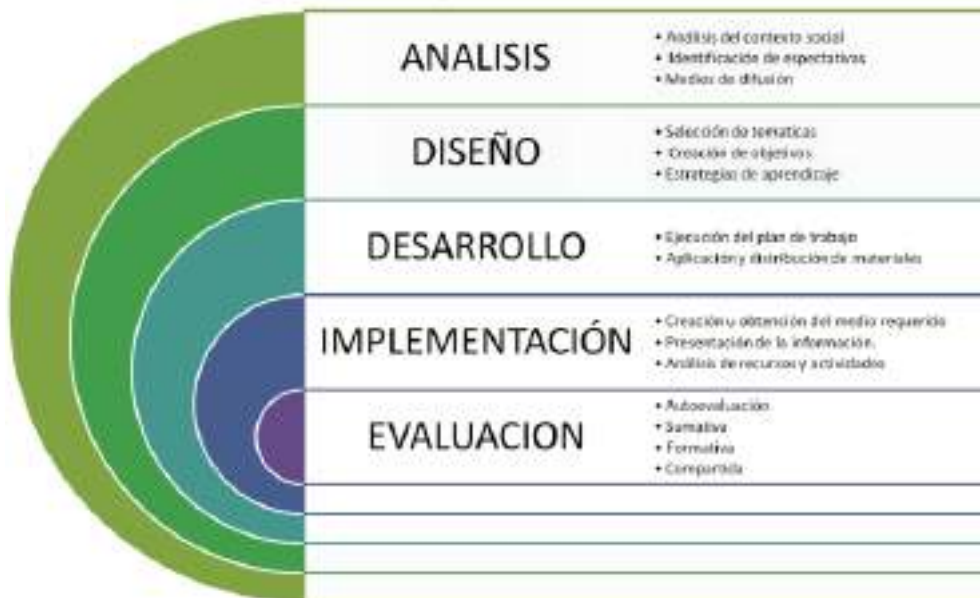 ANALISIS
• Análisis del contexto social
• Identificación de espectativas
• Medios de difusión
DISEÑO
• Selección de tematicas
• Creación de objetivos
• Estrategias de aprendizaje
DESARROLLO
• Ejecución del plan de trabajo
• Aplicación y distribución de materiales
IMPLEMENTACIÓN
• Creación u obtención del medio requerido
• Presentación de la información.
• Análisis de recursos y actividades
EVALUACION
• Autoevaluación
• Sumativa
• Formativa
• Compartida